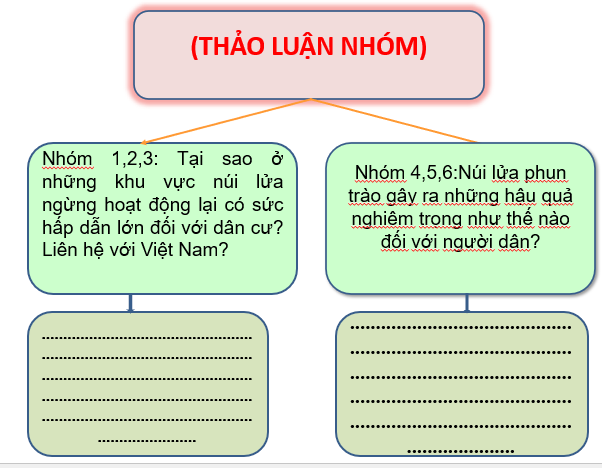 (THẢO LUẬN NHÓM)
Nhóm 1,2,3: Tại sao ở
những khu vực núi lửa
ngừng hoạt động lại có sức
hấp dẫn lớn đối với dân cư?
Liên hệ với Việt Nam?
Nhóm 4,5,6:Núi lửa phun
trào gây ra những hậu quả
nghiêm trong như thế nào
đối với người dân?
..................................................
..................................................
..................................................
..................................................
..................................................
.......................
.............................................
.............................................
.............................................
.............................................
.............................................
......................